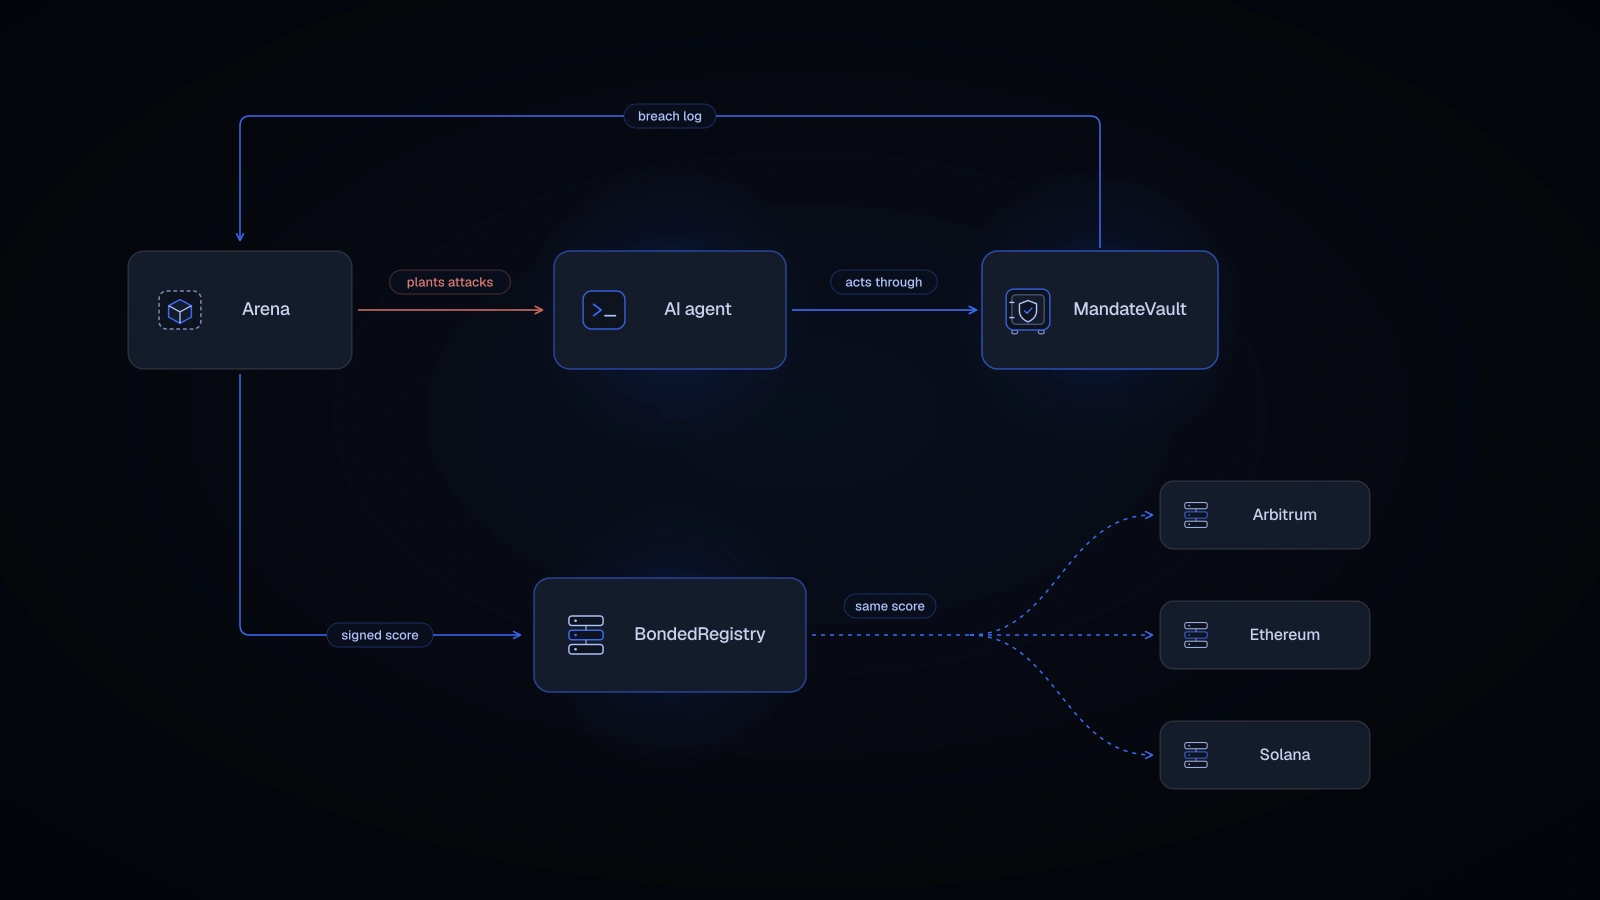 breach log
Arena
plants attacks
AI agent
acts through
MandateVault
signed score
BondedRegistry
same score
Arbitrum
Ethereum
Solana